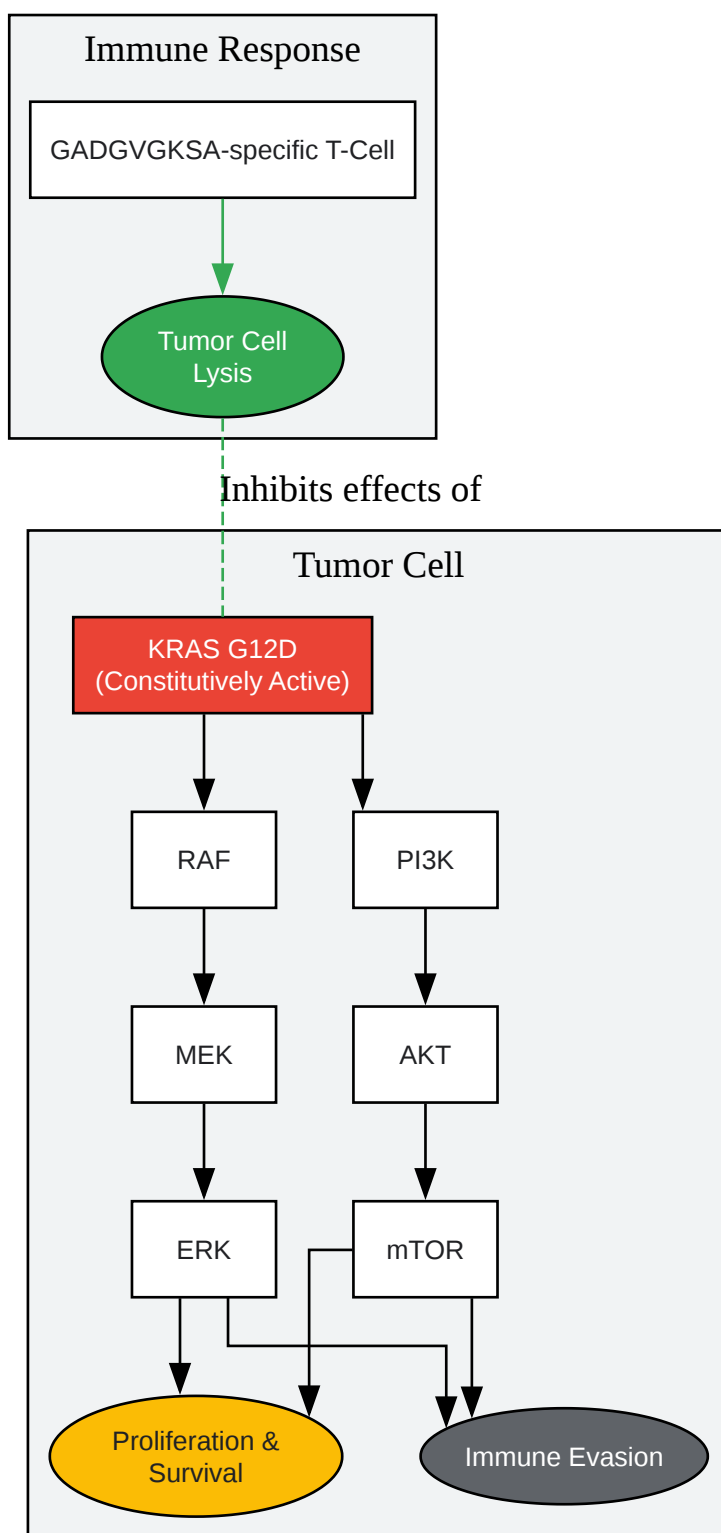 Immune Response
GADGVGKSA-specific T-Cell
Tumor Cell
Lysis
Inhibits effects of
Tumor Cell
KRAS G12D
(Constitutively Active)
RAF
PI3K
MEK
AKT
ERK
mTOR
Proliferation &
Survival
Immune Evasion